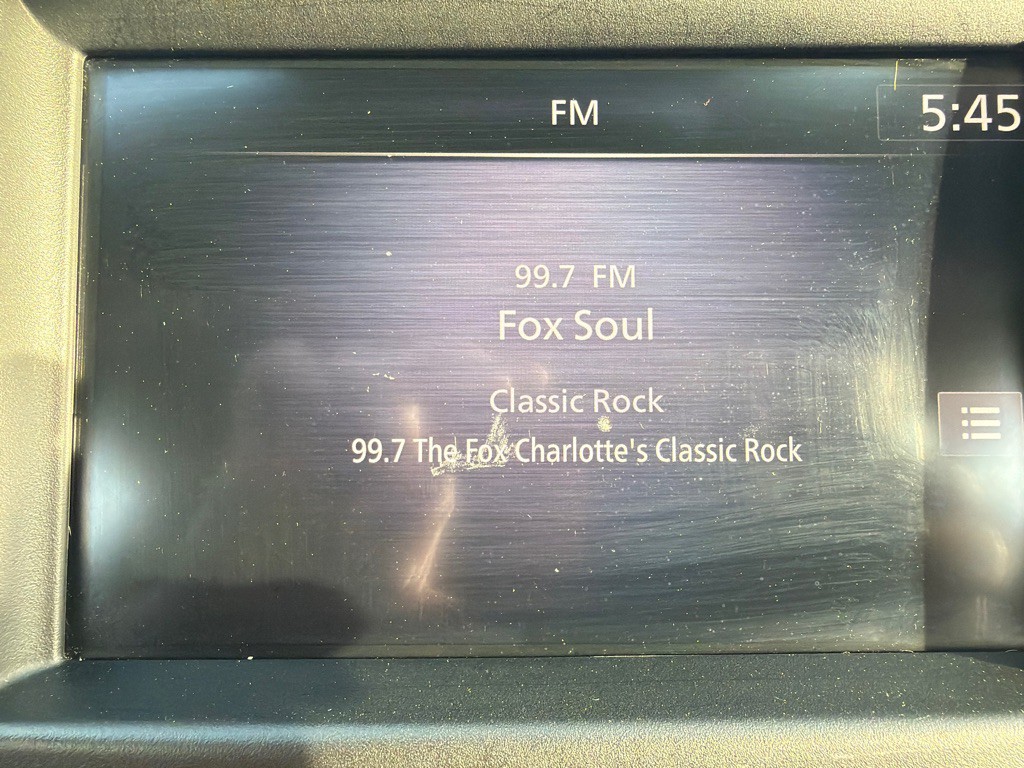 FM
5:45
99.7 FM
Fox Soul
Classic Rock
99.7 The Fox Charlotte's Classic Rock